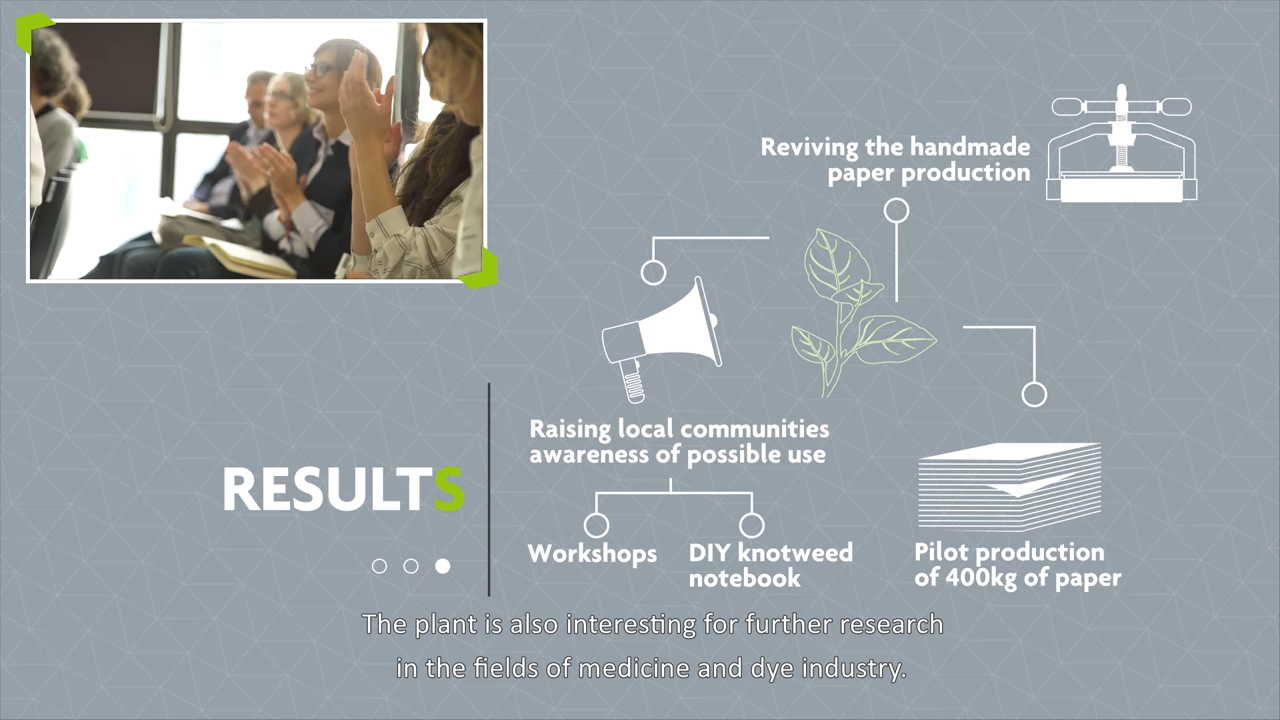 Reviving the handmade
paper production
Raising local communities
awareness of possible use
RESULTS
Workshops
DIY knotweed
notebook
Pilot production
of 400kg of paper
The plant is also interesting for further research
in the fields of medicine and dye industry.